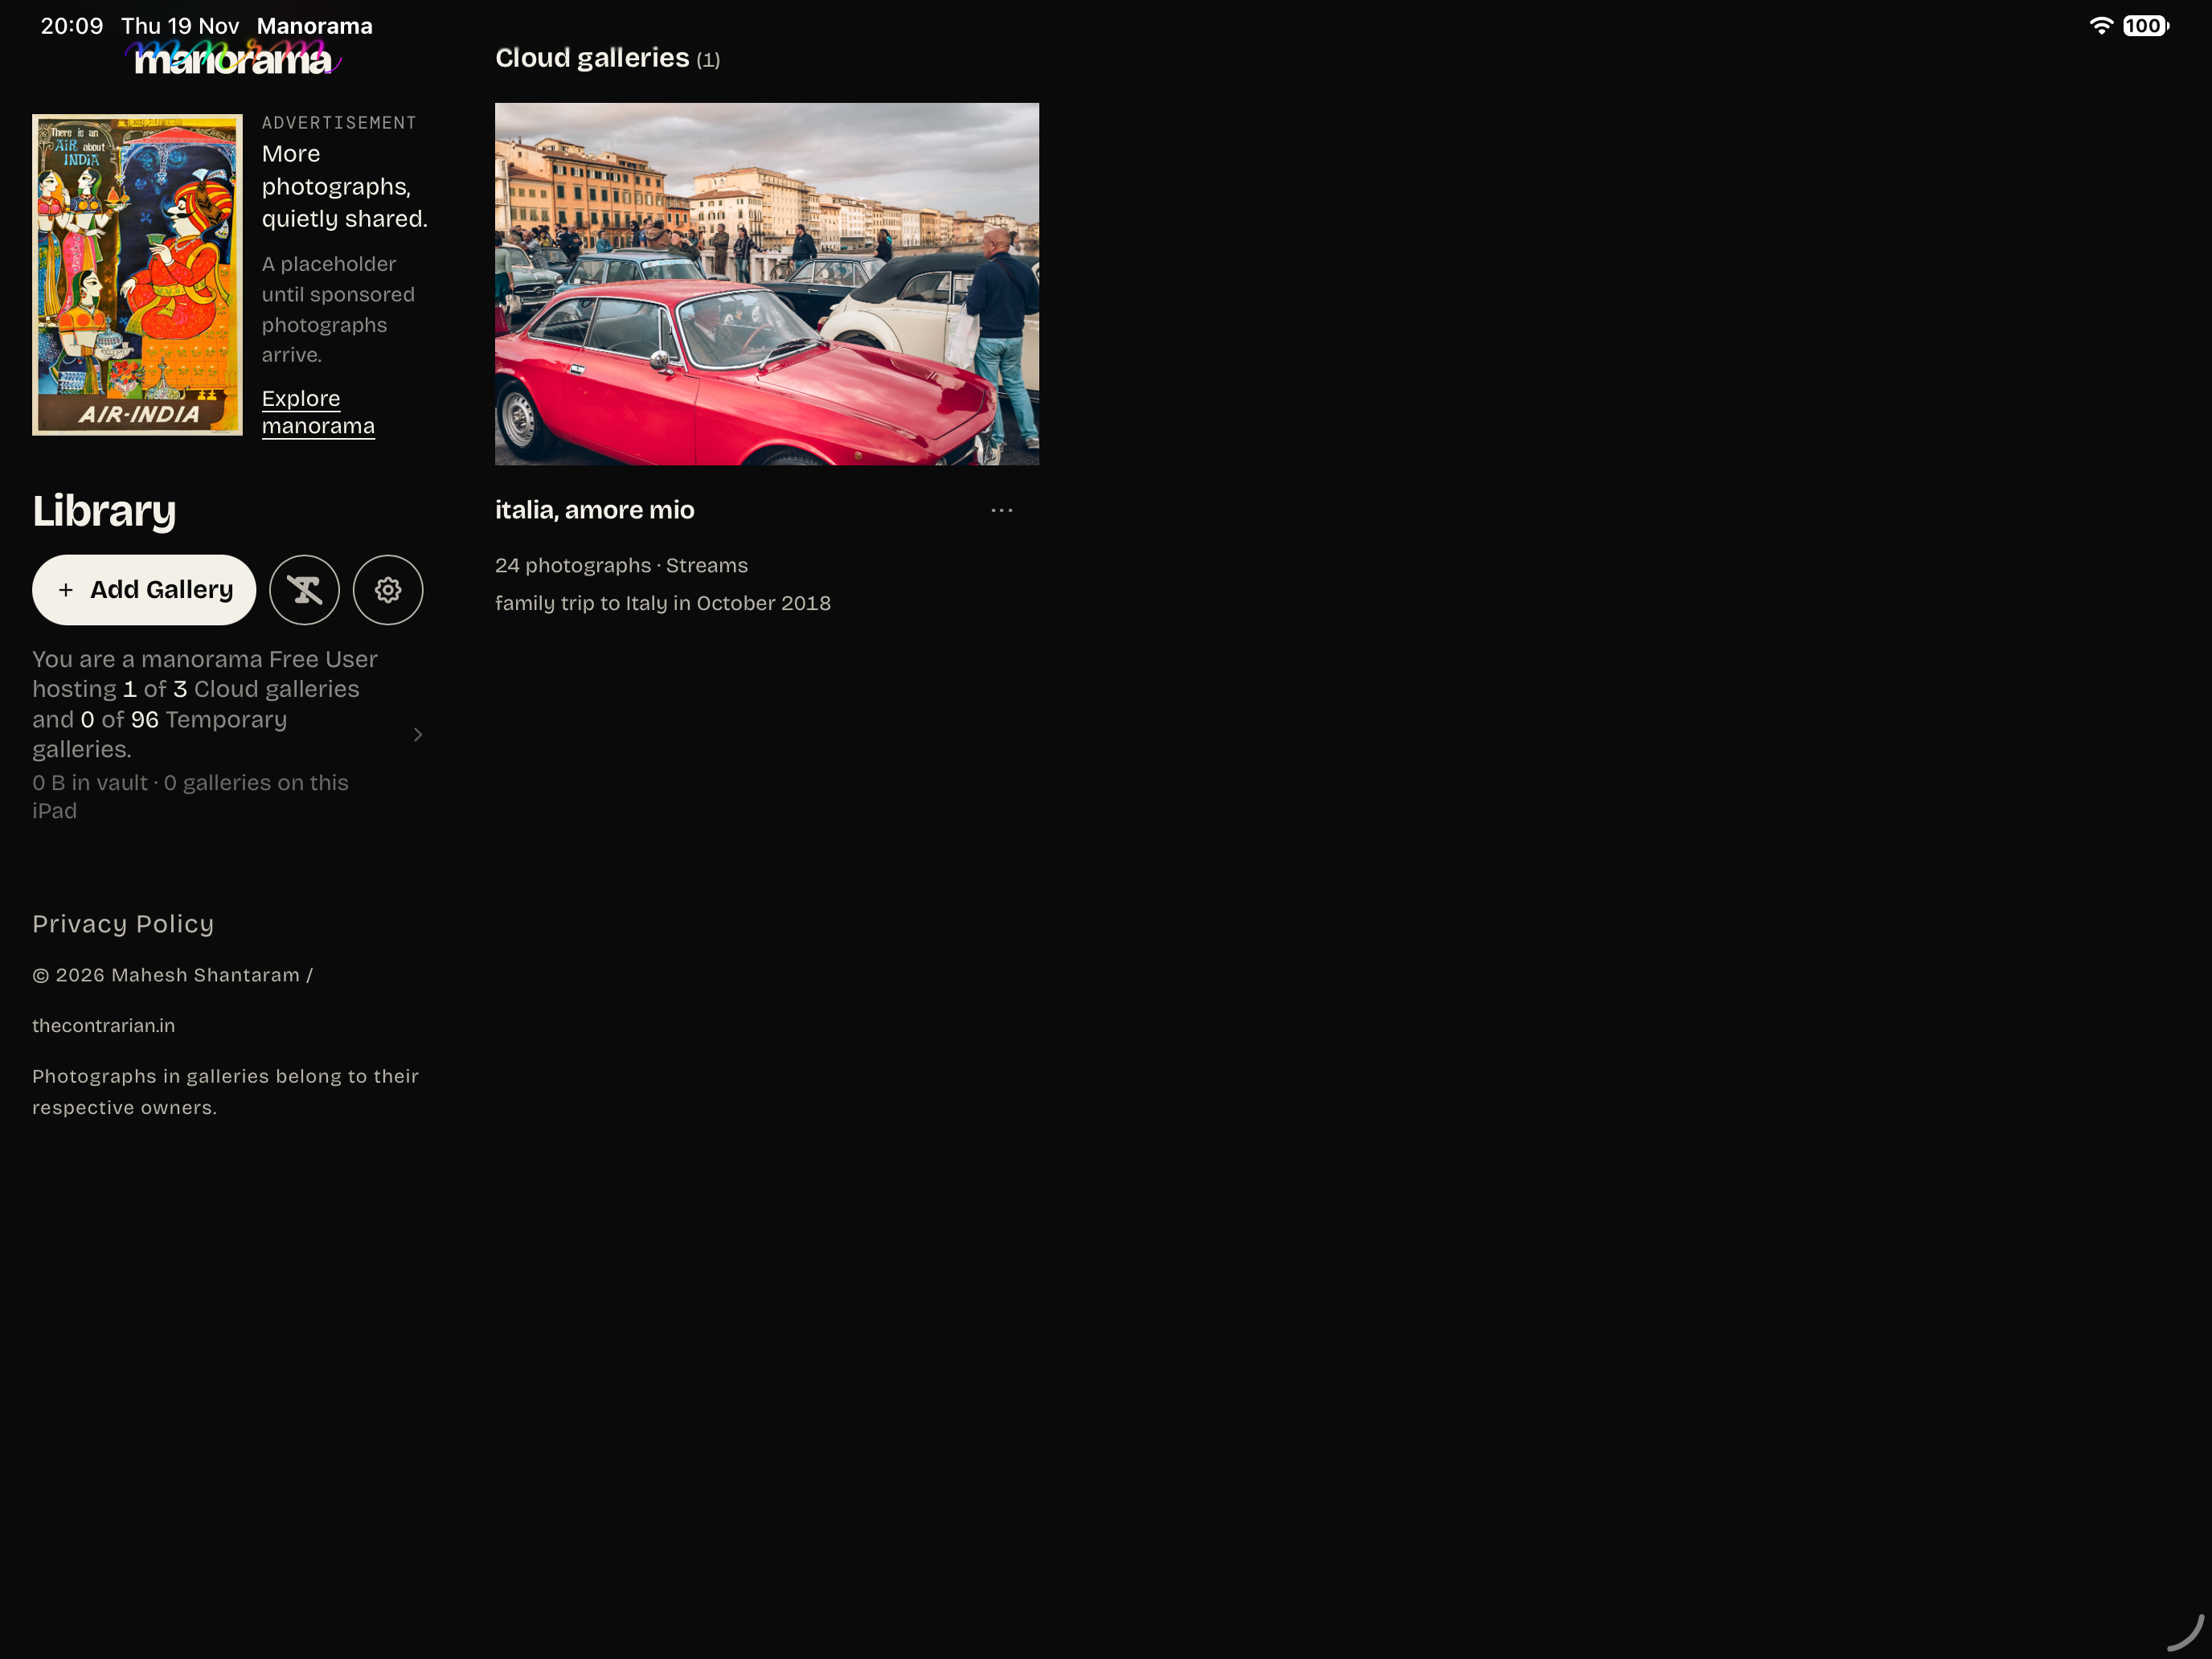 20:09 Thu 19 Nov Manorama
100
manorama
Cloud galleries (1)
There is an
AIR about
INDIA
AIR-INDIA
ADVERTISEMENT
More
photographs,
quietly shared.
A placeholder
until sponsored
photographs
arrive.
Explore
manorama
Library
+ Add Gallery
You are a manorama Free User
hosting 1 of 3 Cloud galleries
and 0 of 96 Temporary
galleries.
0 B in vault · 0 galleries on this
iPad
Privacy Policy
© 2026 Mahesh Shantaram /
thecontrarian.in
Photographs in galleries belong to their
respective owners.
italia, amore mio
24 photographs · Streams
family trip to Italy in October 2018